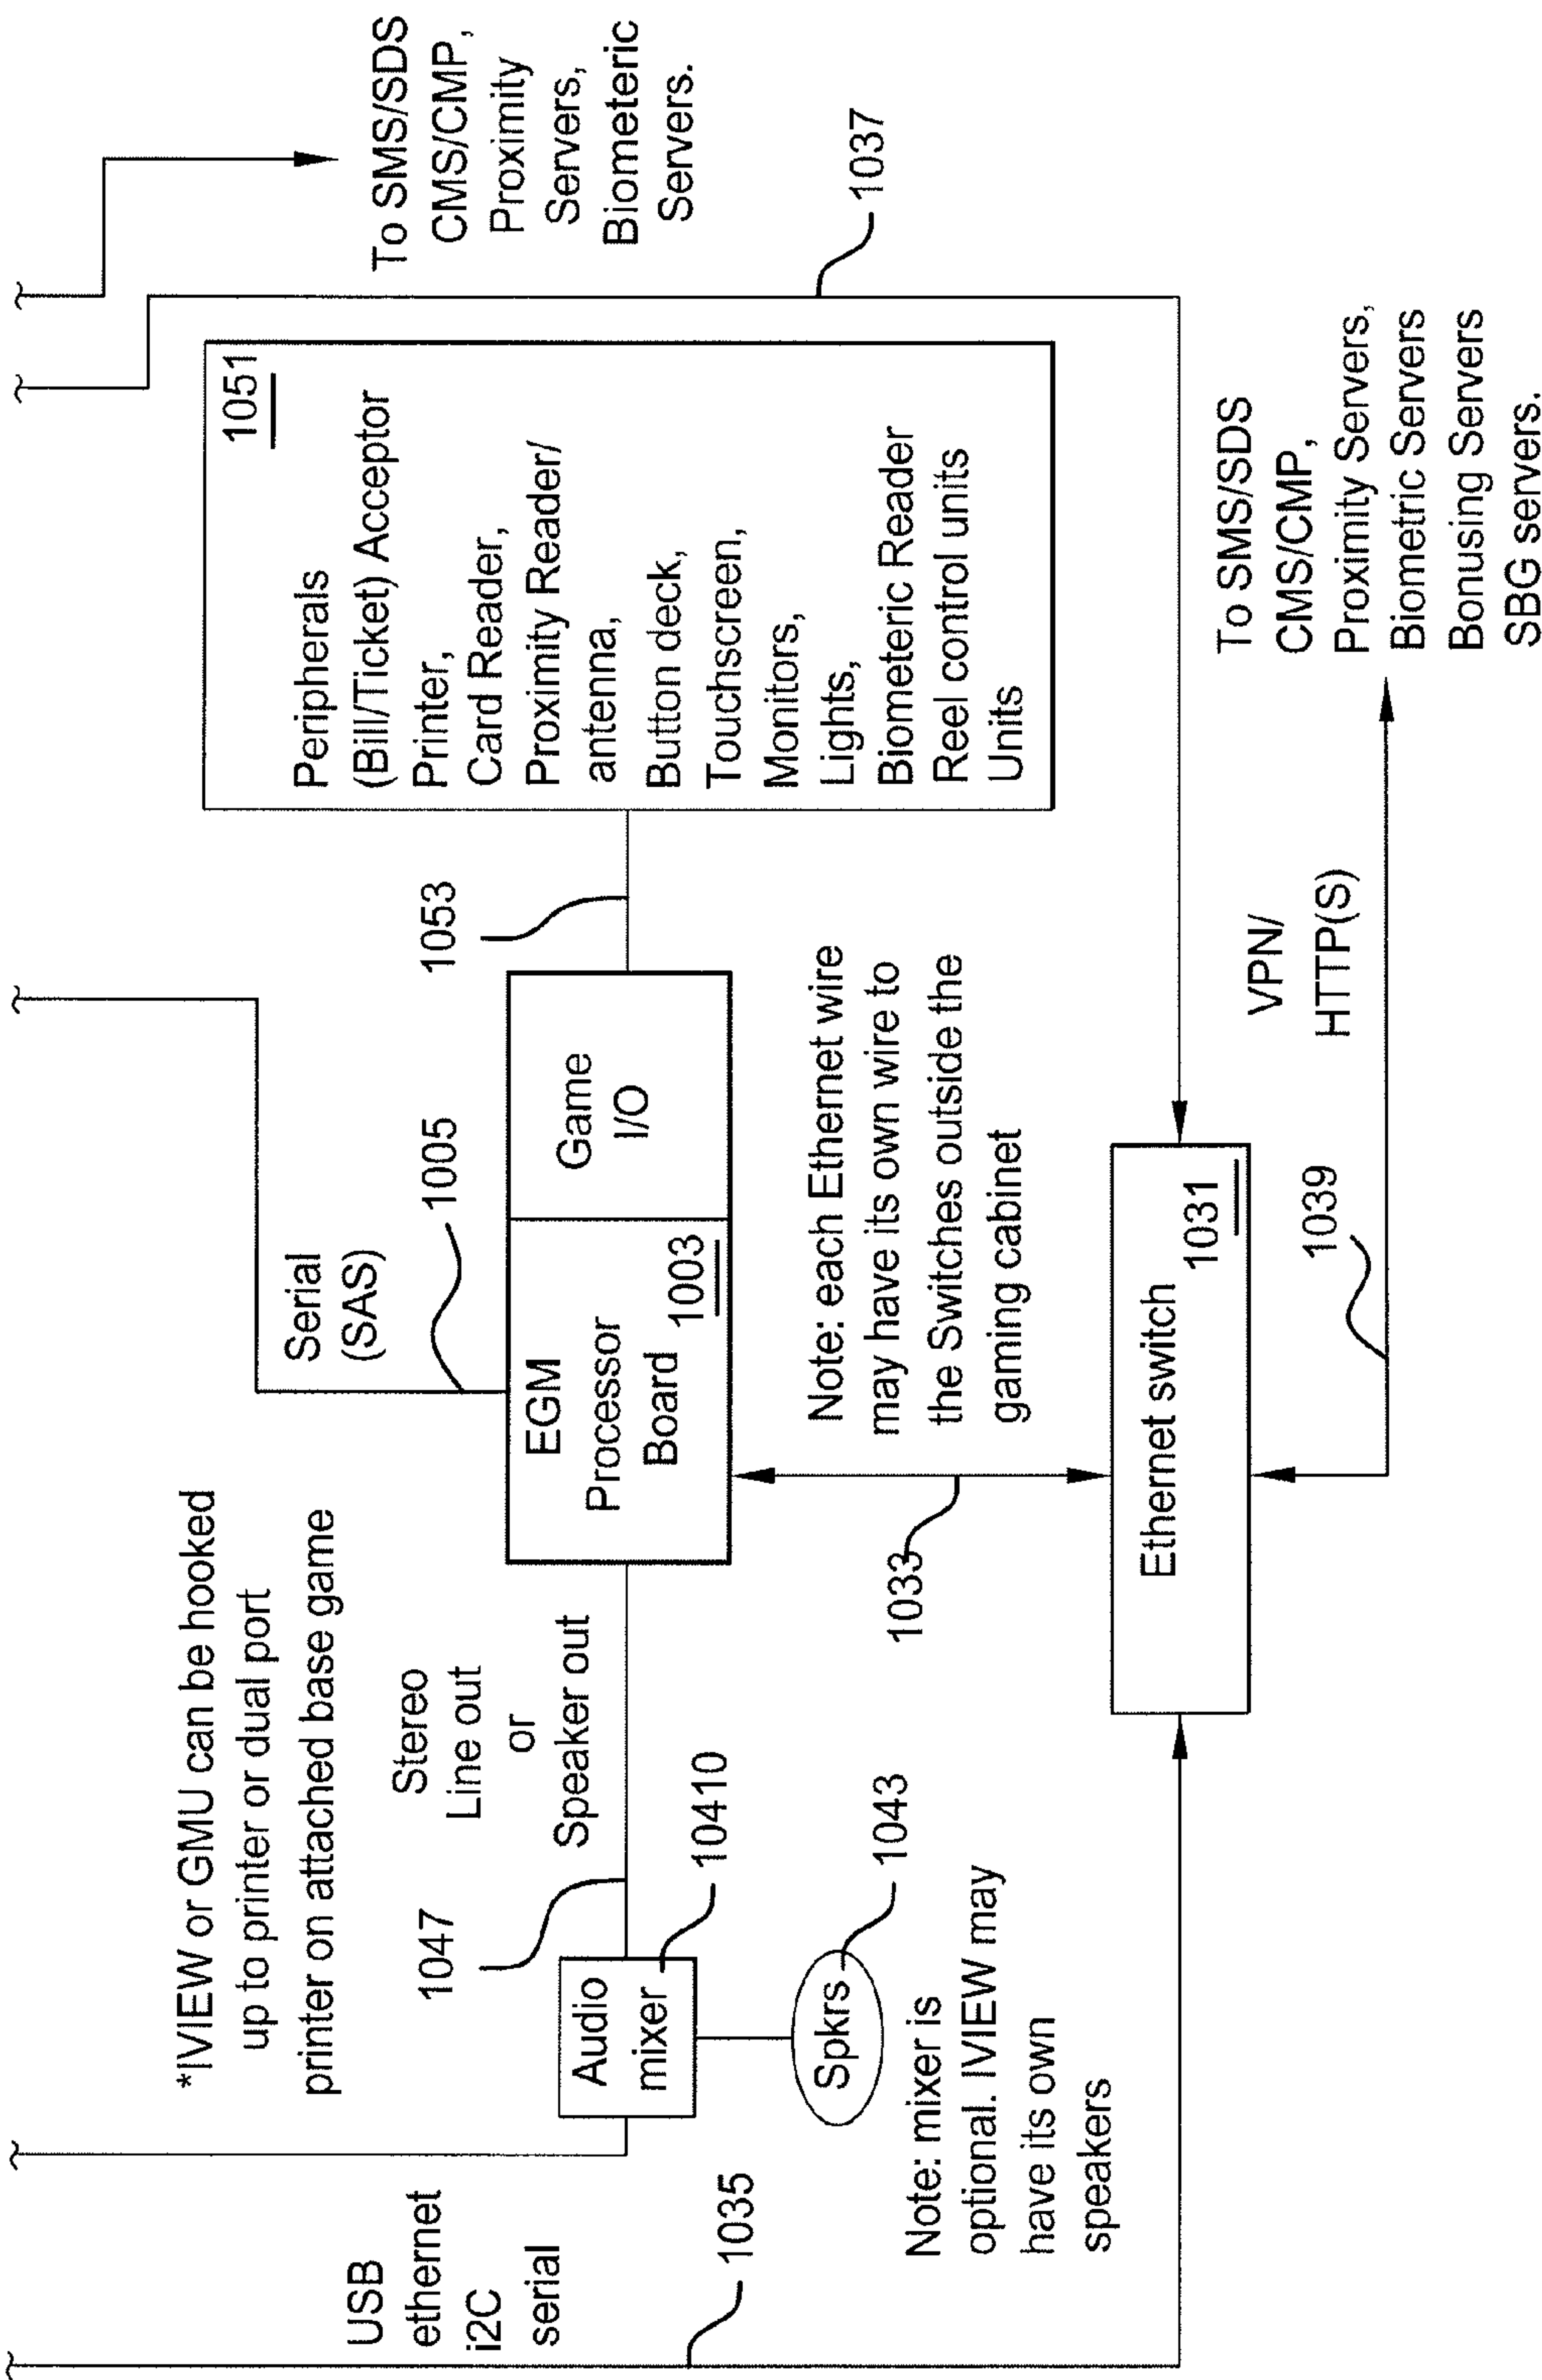 USB
ethernet
i2C
serial
1035
*IVIEW or GMU can be hooked
up to printer or dual port
printer on attached base game
1047
Stereo
Line out
or
Speaker out
Audio
mixer
10410
Spkrs
1043
Note: mixer is
optional. IVIEW may
have its own
speakers
Serial
(SAS)
1005
EGM
Processor
Board
1003
Game
I/O
1053
1033
Note: each Ethernet wire
may have its own wire to
the Switches outside the
gaming cabinet
Ethernet switch
1031
1039
VPN/
HTTP(S)
1051
Peripherals
(Bill/Ticket) Acceptor
Printer,
Card Reader,
Proximity Reader/
antenna,
Button deck,
Touchscreen,
Monitors,
Lights,
Biometeric Reader
Reel control units
Units
To SMS/SDS
CMS/CMP,
Proximity
Servers,
Biometeric
Servers.
1037
To SMS/SDS
CMS/CMP,
Proximity Servers,
Biometric Servers
Bonusing Servers
SBG servers.